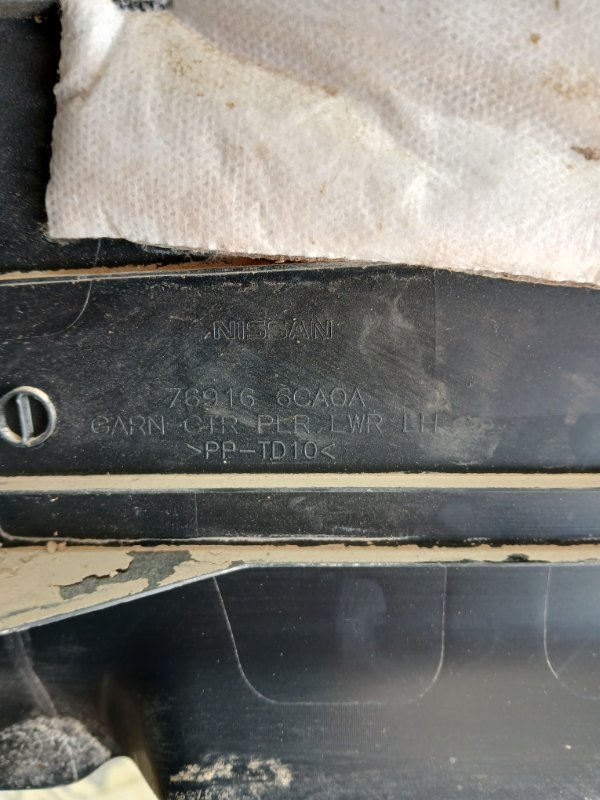 NISSAN
76916 6CA0A
GARN CTR PLR LWR LH
>PP-TD10<